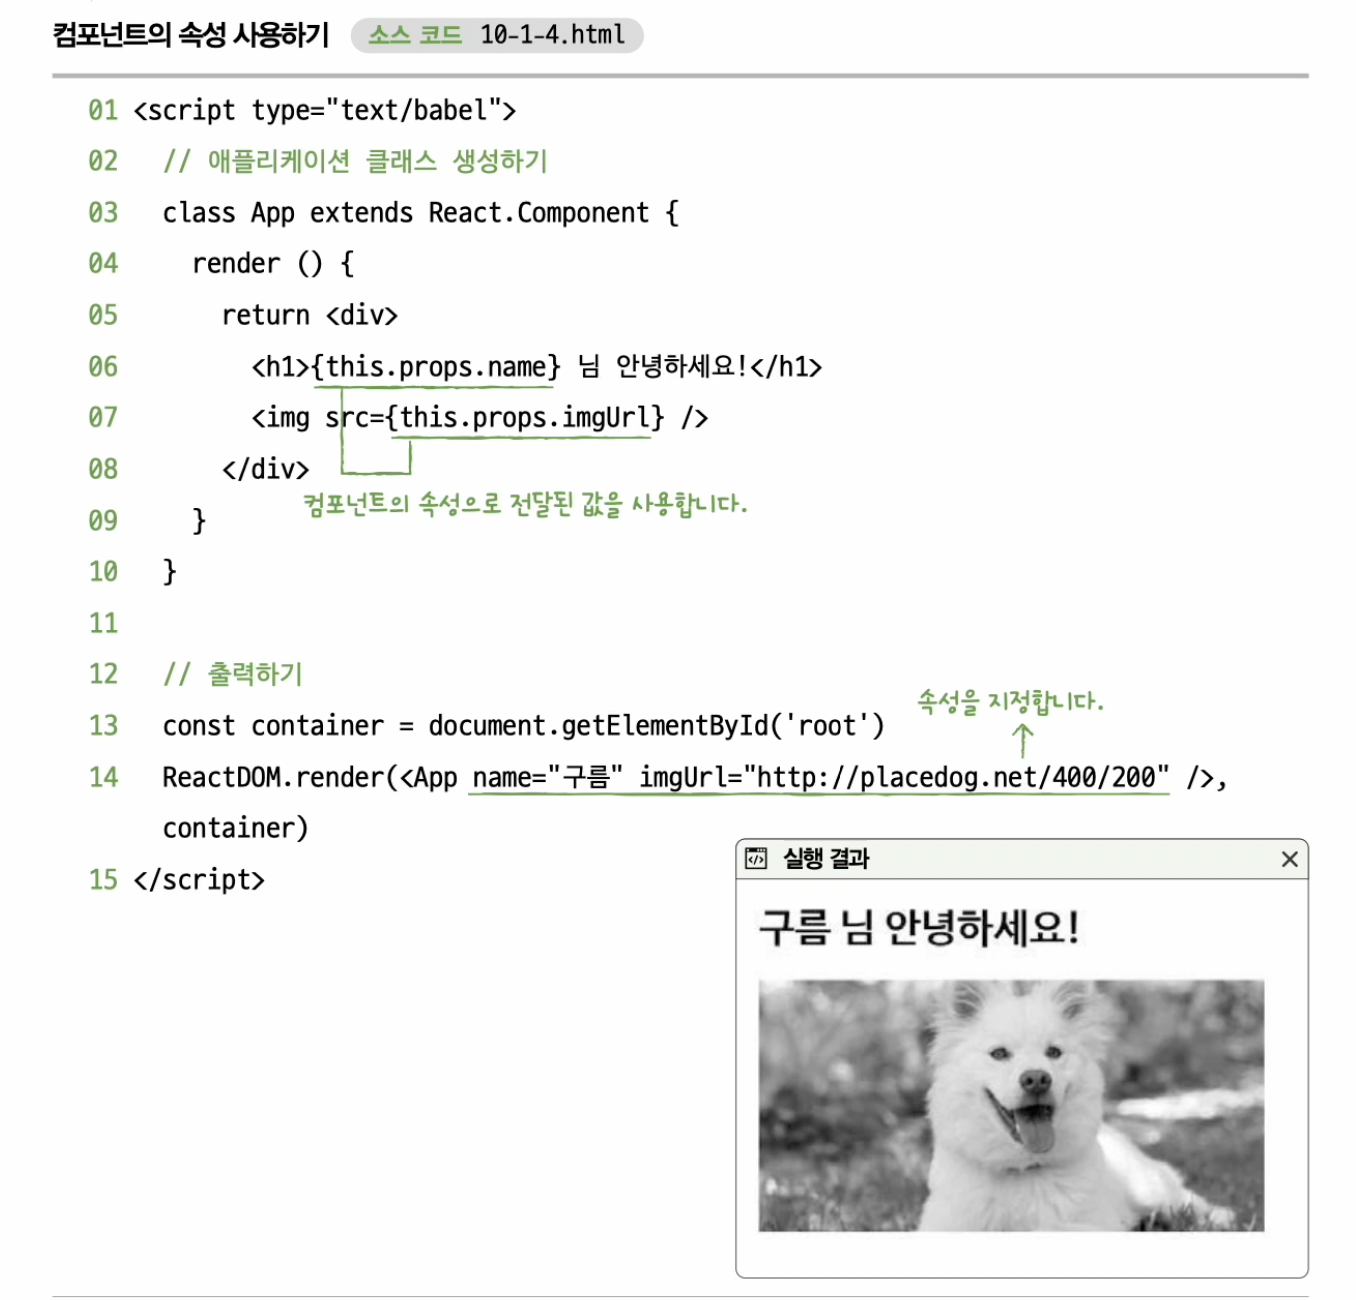 컴포넌트의 속성 사용하기 소스 코드 10-1-4.html
01 <script type="text/babel">
02 // 애플리케이션 클래스 생성하기
03 class App extends React.Component {
04 render () {
05 return <div>
06 <h1>{this.props.name} 님 안녕하세요!</h1>
07 <img src={this.props.imgUrl} />
08 </div>
컴포넌트의 속성으로 전달된 값을 사용합니다.
09 }
10 }
11
12 // 출력하기
속성을 지정합니다.
13 const container = document.getElementById('root')
14 ReactDOM.render(<App name="구름" imgUrl="http://placedog.net/400/200" />,
container)
15 </script>
실행 결과
구름 님 안녕하세요!